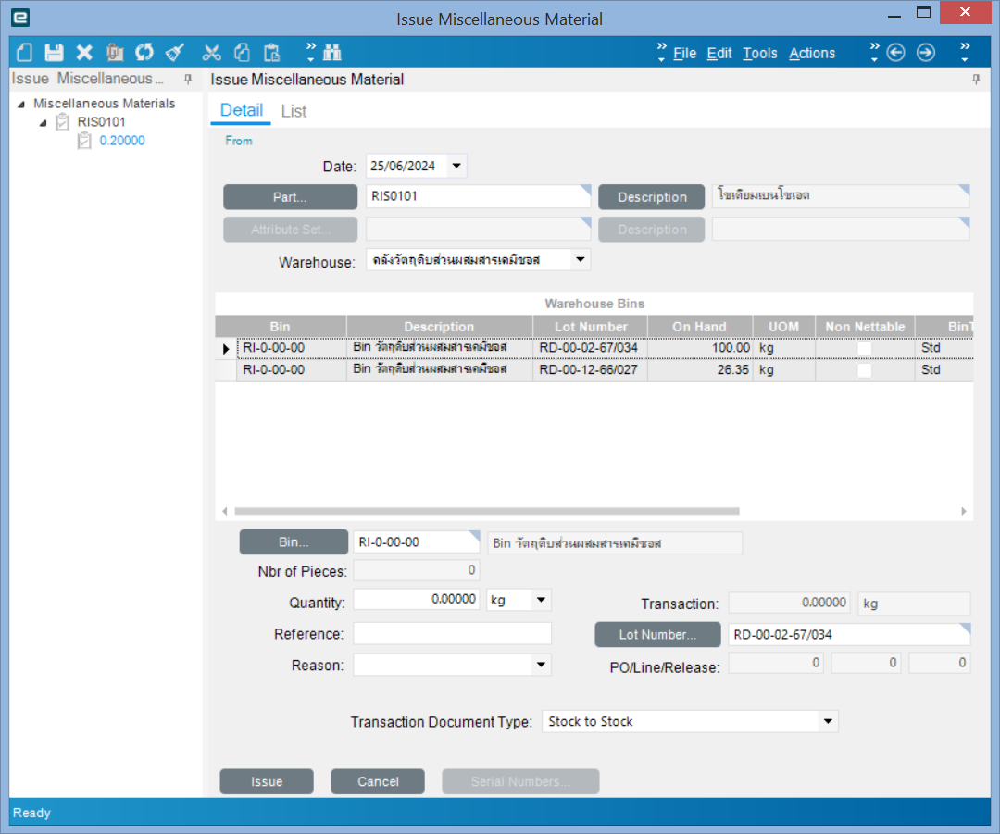 Issue Miscellaneous Material
File Edit Tools Actions
Issue Miscellaneous ...
Miscellaneous Materials
RIS0101
0.20000
Issue Miscellaneous Material
Detail List
From
Date: 25/06/2024
Part... RIS0101 Description โซเดียมเบนโซเอต
Attribute Set... Description
Warehouse: คลังวัตถุดิบส่วนผสมสารเคมีซอส
Warehouse Bins
Bin Description Lot Number On Hand UOM Non Nettable BinT
RI-0-00-00 Bin วัตถุดิบส่วนผสมสารเคมีซอส RD-00-02-67/034 100.00 kg Std
RI-0-00-00 Bin วัตถุดิบส่วนผสมสารเคมีซอส RD-00-12-66/027 26.35 kg Std
Bin... RI-0-00-00 Bin วัตถุดิบส่วนผสมสารเคมีซอส
Nbr of Pieces: 0
Quantity: 0.00000 kg Transaction: 0.00000 kg
Reference: Lot Number... RD-00-02-67/034
Reason: PO/Line/Release: 0 0 0
Transaction Document Type: Stock to Stock
Issue Cancel Serial Numbers...
Ready